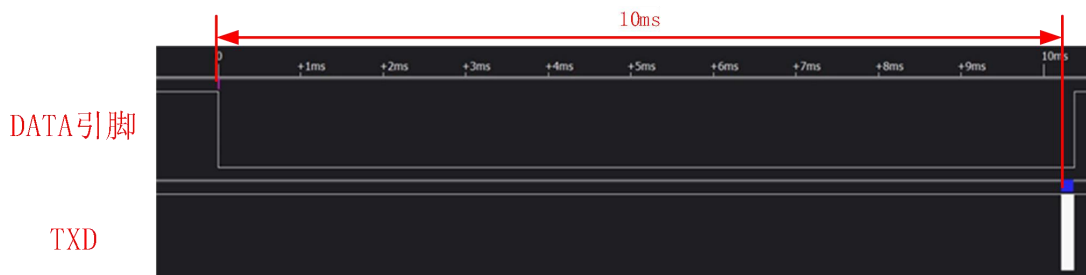 10ms
0 +1ms +2ms +3ms +4ms +5ms +6ms +7ms +8ms +9ms 10ms
DATA引脚
TXD